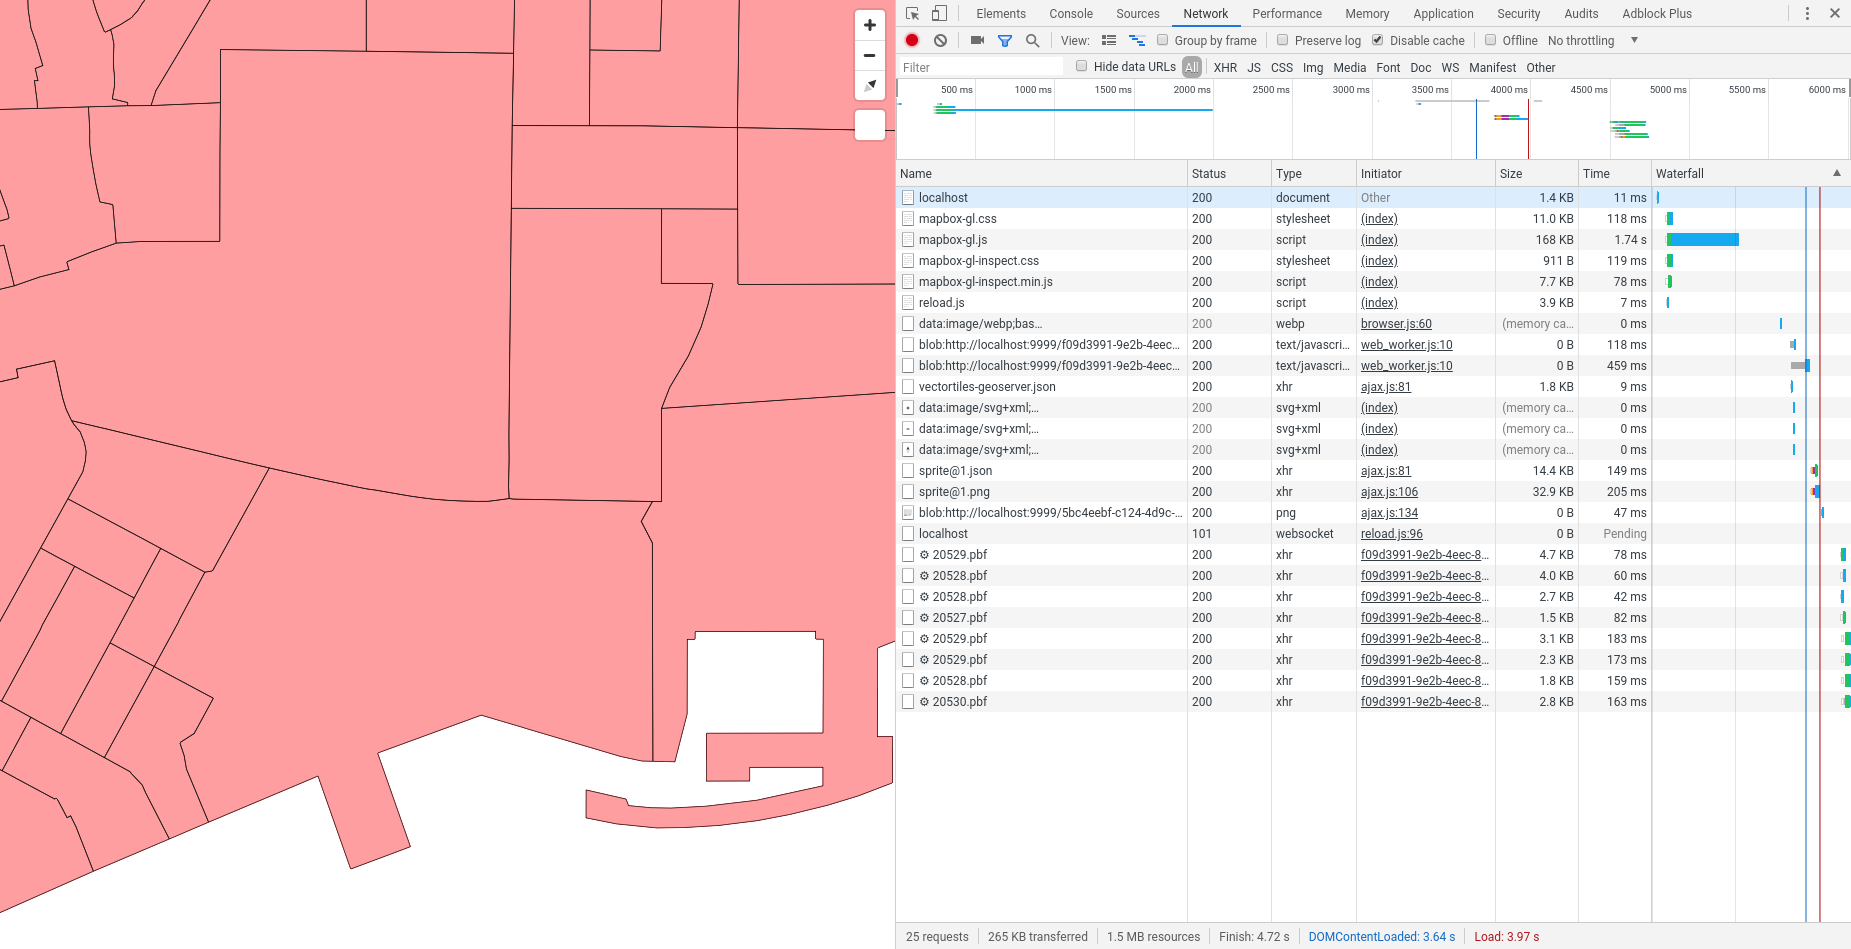 Elements Console Sources Network Performance Memory Application Security Audits Adblock Plus
View: Group by frame Preserve log Disable cache Offline No throttling
Filter Hide data URLs All XHR JS CSS Img Media Font Doc WS Manifest Other
500 ms 1000 ms 1500 ms 2000 ms 2500 ms 3000 ms 3500 ms 4000 ms 4500 ms 5000 ms 5500 ms 6000 ms
Name Status Type Initiator Size Time Waterfall
localhost 200 document Other 1.4 KB 11 ms
mapbox-gl.css 200 stylesheet (index) 11.0 KB 118 ms
mapbox-gl.js 200 script (index) 168 KB 1.74 s
mapbox-gl-inspect.css 200 stylesheet (index) 911 B 119 ms
mapbox-gl-inspect.min.js 200 script (index) 7.7 KB 78 ms
reload.js 200 script (index) 3.9 KB 7 ms
data:image/webp;bas... 200 webp browser.js:60 (memory ca... 0 ms
blob:http://localhost:9999/f09d3991-9e2b-4eec... 200 text/javascri... web_worker.js:10 0 B 118 ms
blob:http://localhost:9999/f09d3991-9e2b-4eec... 200 text/javascri... web_worker.js:10 0 B 459 ms
vectortiles-geoserver.json 200 xhr ajax.js:81 1.8 KB 9 ms
data:image/svg+xml;... 200 svg+xml (index) (memory ca... 0 ms
data:image/svg+xml;... 200 svg+xml (index) (memory ca... 0 ms
data:image/svg+xml;... 200 svg+xml (index) (memory ca... 0 ms
sprite@1.json 200 xhr ajax.js:81 14.4 KB 149 ms
sprite@1.png 200 xhr ajax.js:106 32.9 KB 205 ms
blob:http://localhost:9999/5bc4eebf-c124-4d9c-... 200 png ajax.js:134 0 B 47 ms
localhost 101 websocket reload.js:96 0 B Pending
⚙ 20529.pbf 200 xhr f09d3991-9e2b-4eec-8... 4.7 KB 78 ms
⚙ 20528.pbf 200 xhr f09d3991-9e2b-4eec-8... 4.0 KB 60 ms
⚙ 20528.pbf 200 xhr f09d3991-9e2b-4eec-8... 2.7 KB 42 ms
⚙ 20527.pbf 200 xhr f09d3991-9e2b-4eec-8... 1.5 KB 82 ms
⚙ 20529.pbf 200 xhr f09d3991-9e2b-4eec-8... 3.1 KB 183 ms
⚙ 20529.pbf 200 xhr f09d3991-9e2b-4eec-8... 2.3 KB 173 ms
⚙ 20528.pbf 200 xhr f09d3991-9e2b-4eec-8... 1.8 KB 159 ms
⚙ 20530.pbf 200 xhr f09d3991-9e2b-4eec-8... 2.8 KB 163 ms
25 requests 265 KB transferred 1.5 MB resources Finish: 4.72 s DOMContentLoaded: 3.64 s Load: 3.97 s